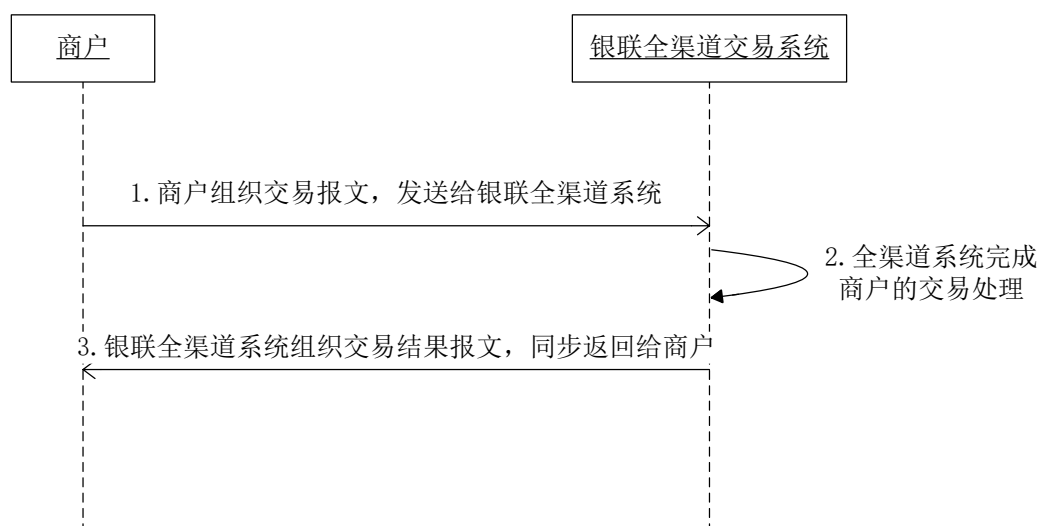 商户
银联全渠道交易系统
1.商户组织交易报文，发送给银联全渠道系统
2.全渠道系统完成
商户的交易处理
3.银联全渠道系统组织交易结果报文，同步返回给商户